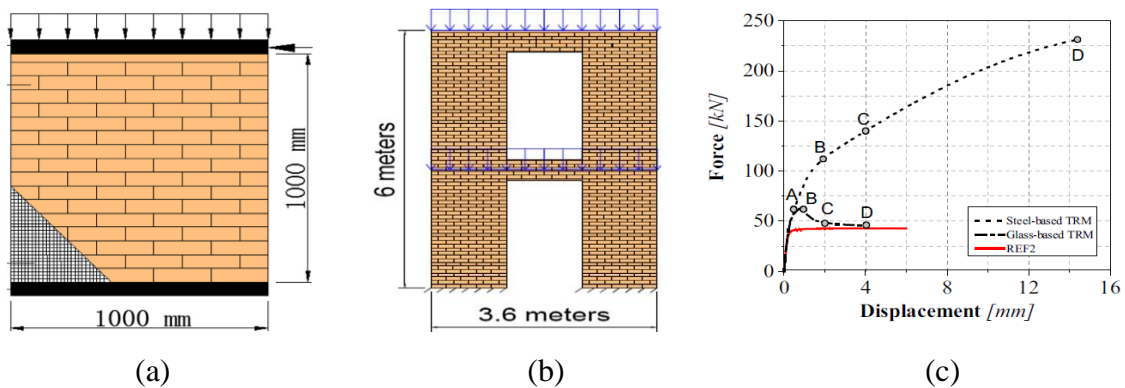 1000 mm
1000 mm
(a)
6 meters
3.6 meters
(b)
Force [kN]
250
200
150
100
50
0
A
B
C
D
B
C
D
Steel-based TRM
Glass-based TRM
REF2
0
4
8
12
16
Displacement [mm]
(c)